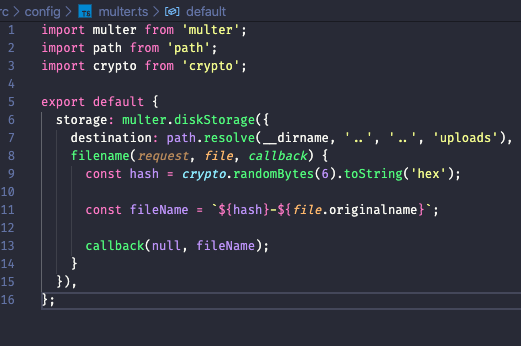 rc > config > TS multer.ts > default
1 import multer from 'multer';
2 import path from 'path';
3 import crypto from 'crypto';
4
5 export default {
6 storage: multer.diskStorage({
7 destination: path.resolve(__dirname, '..', '..', 'uploads'),
8 filename(request, file, callback) {
9 const hash = crypto.randomBytes(6).toString('hex');
10
11 const fileName = `${hash}-${file.originalname}`;
12
13 callback(null, fileName);
14 }
15 }),
16 };